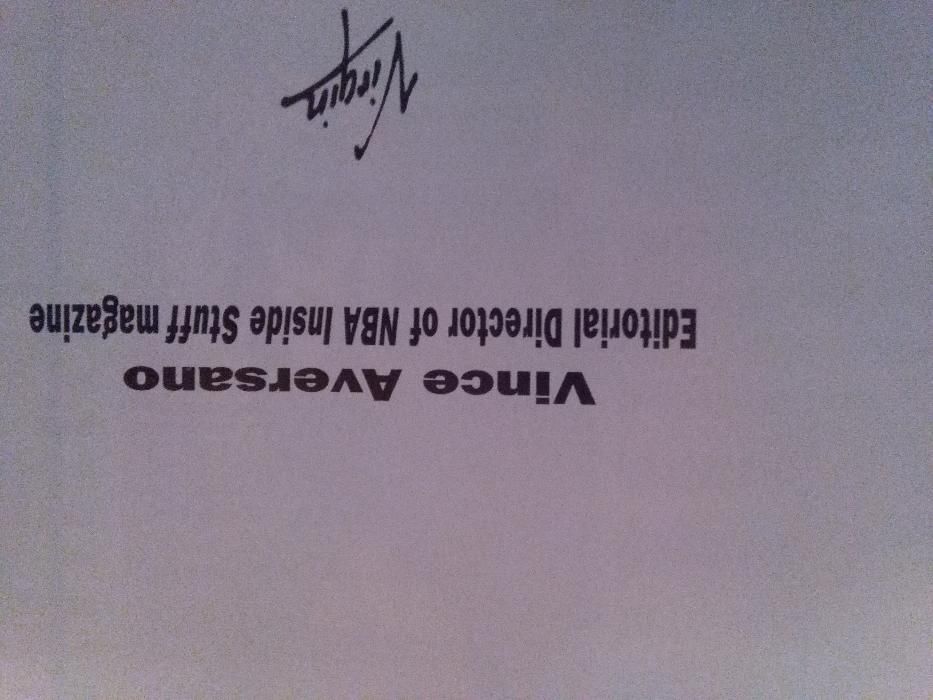 Vince Aversano
Editorial Director of NBA Inside Stuff magazine
Virgin